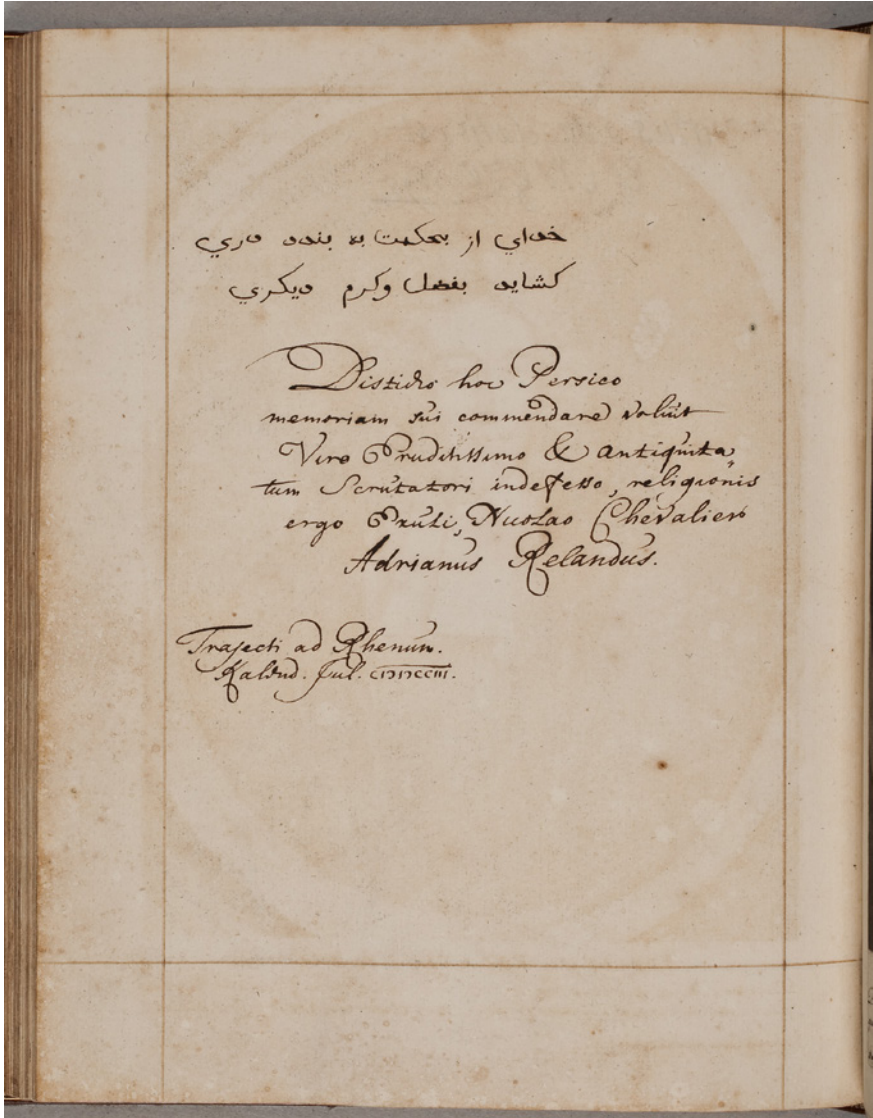 خداي از بحكمت به بندد دري
كشايد بفضل وكرم ديكري
Disticho hoc Persico
memoriam sui commendare voluit
Viro Eruditissimo & antiquita
tum Scrutatori indefesso, religionis
ergo Exuli, Nicolao Chevalier
Adrianus Relandus.
Trajecti ad Rhenum.
Kalend. Jul. CIƆIƆCCIII.